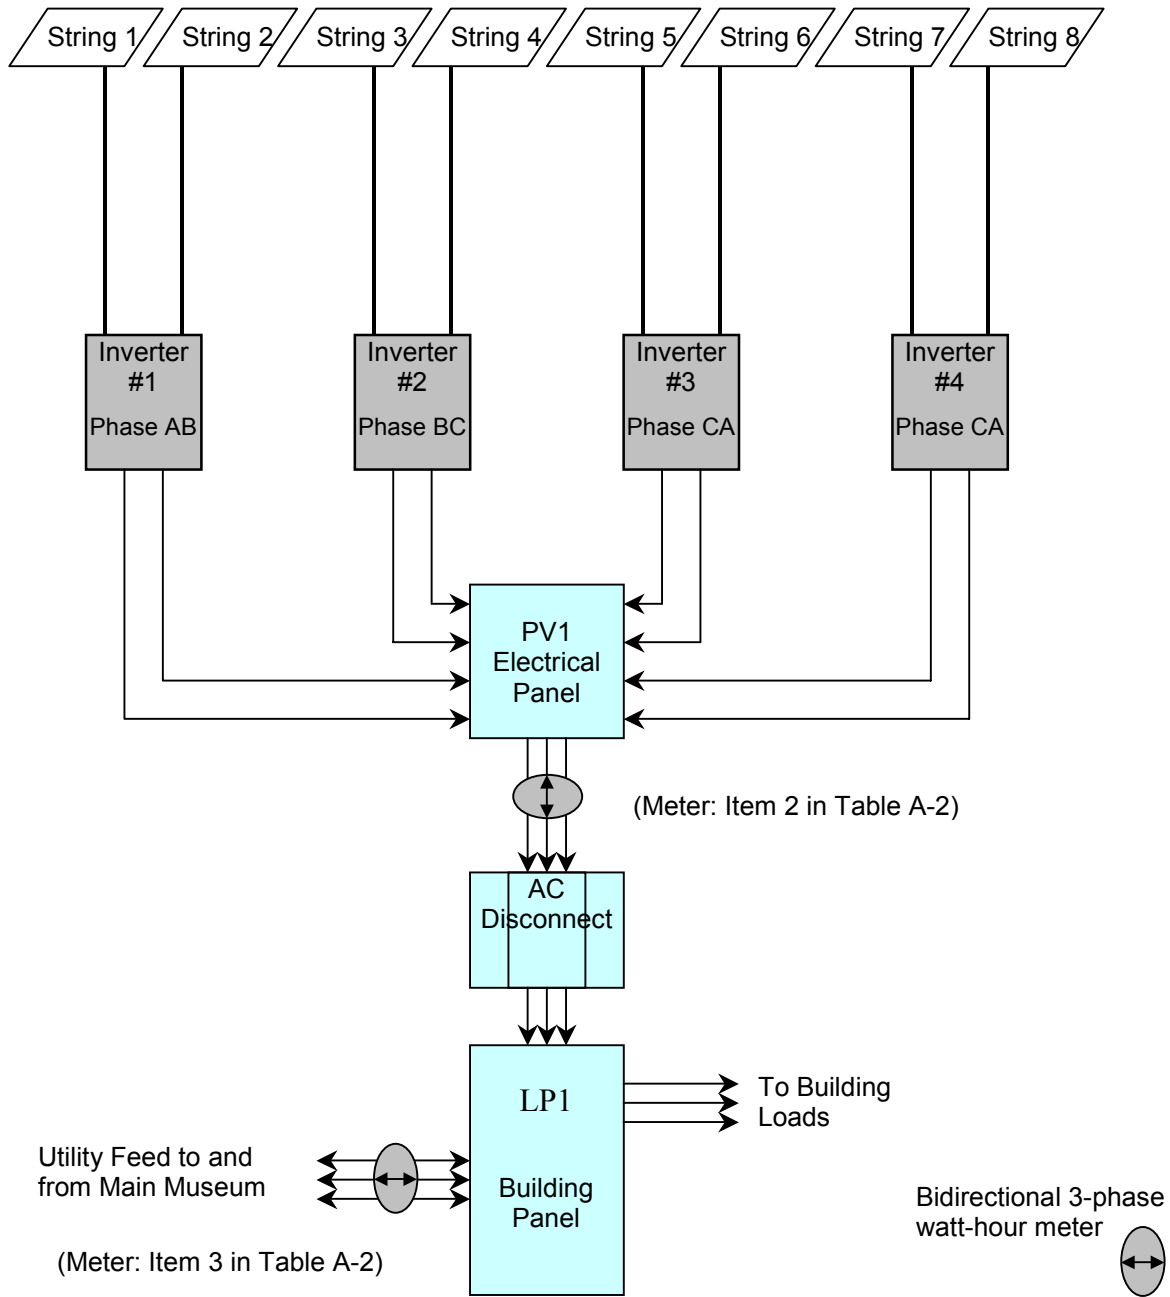 String 1
String 2
String 3
String 4
String 5
String 6
String 7
String 8
Inverter
#1
Phase AB
Inverter
#2
Phase BC
Inverter
#3
Phase CA
Inverter
#4
Phase CA
PV1
Electrical
Panel
(Meter: Item 2 in Table A-2)
AC
Disconnect
LP1
Building
Panel
To Building
Loads
Utility Feed to and
from Main Museum
(Meter: Item 3 in Table A-2)
Bidirectional 3-phase
watt-hour meter